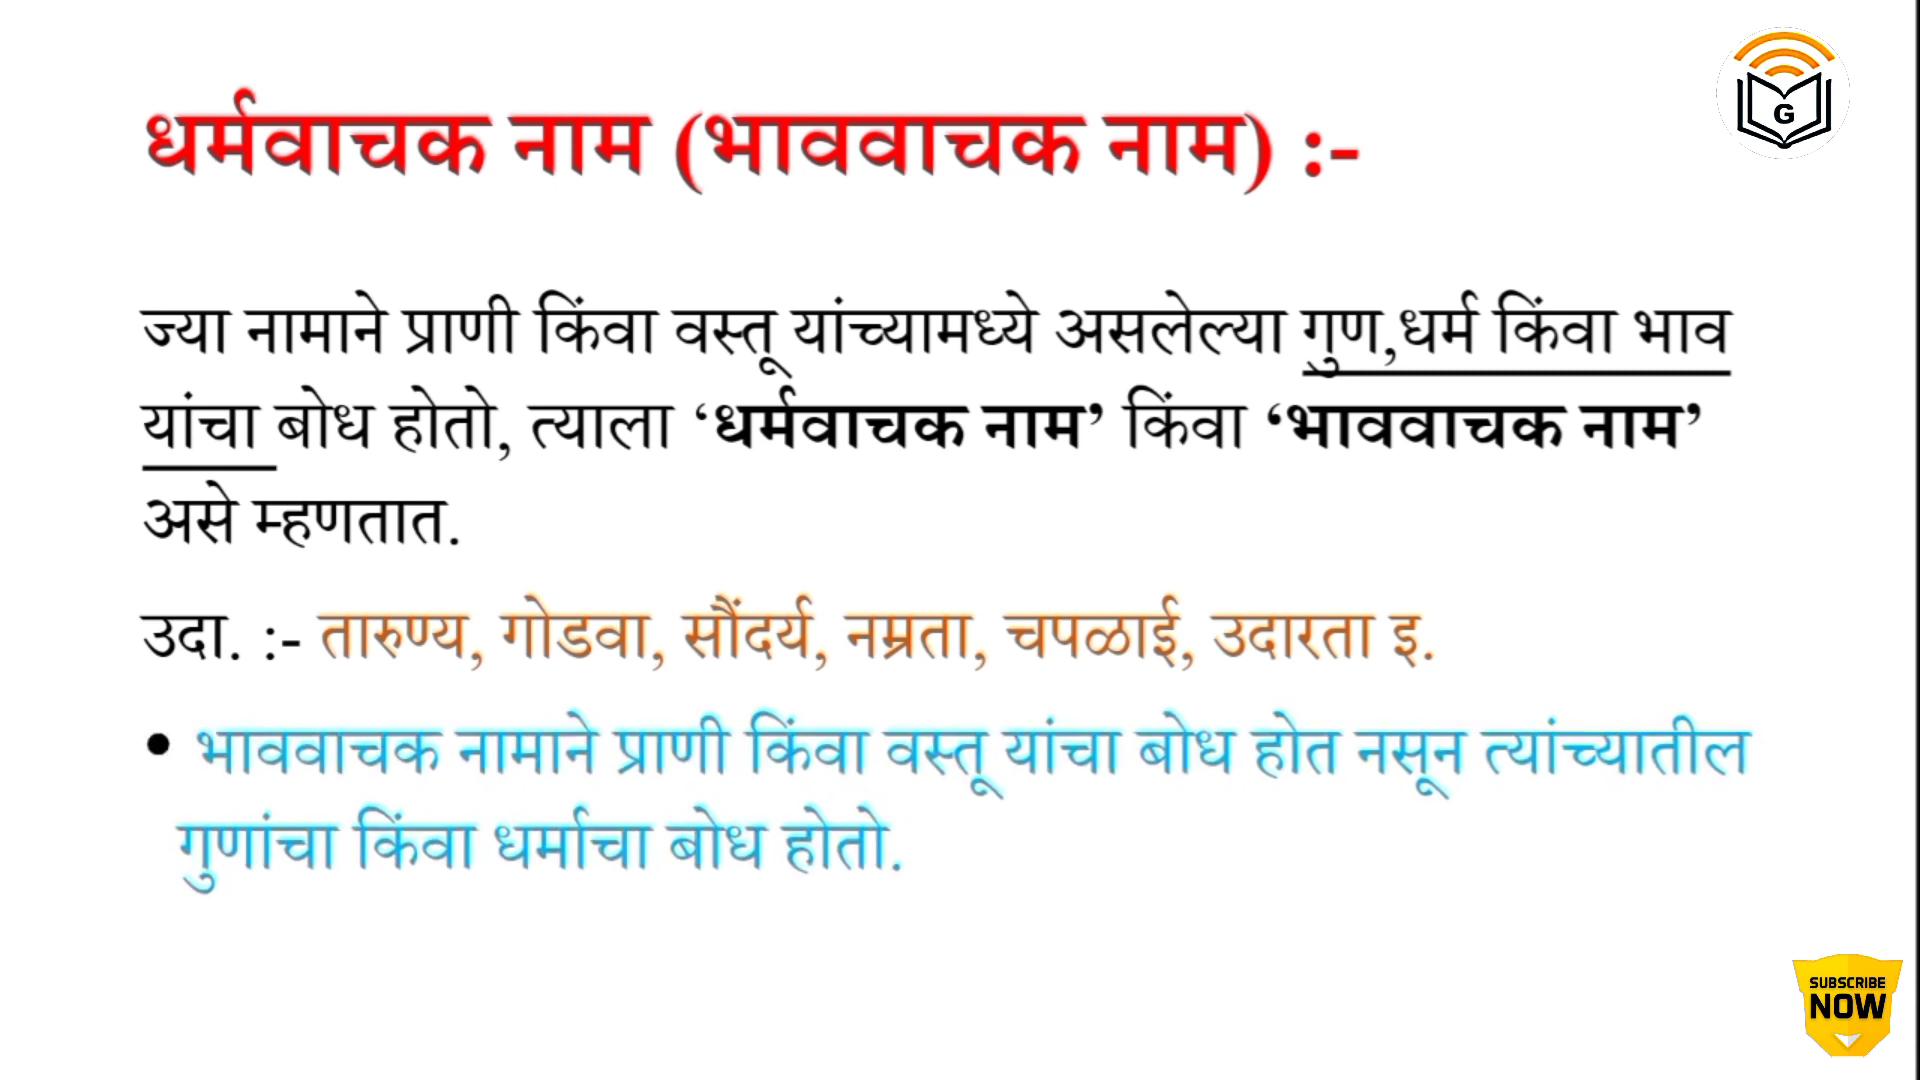 G
धर्मवाचक नाम (भाववाचक नाम) :-
ज्या नामाने प्राणी किंवा वस्तू यांच्यामध्ये असलेल्या गुण,धर्म किंवा भाव
यांचा बोध होतो, त्याला ‘धर्मवाचक नाम’ किंवा ‘भाववाचक नाम’
असे म्हणतात.
उदा. :- तारुण्य, गोडवा, सौंदर्य, नम्रता, चपळाई, उदारता इ.
• भाववाचक नामाने प्राणी किंवा वस्तू यांचा बोध होत नसून त्यांच्यातील
गुणांचा किंवा धर्माचा बोध होतो.
SUBSCRIBE
NOW